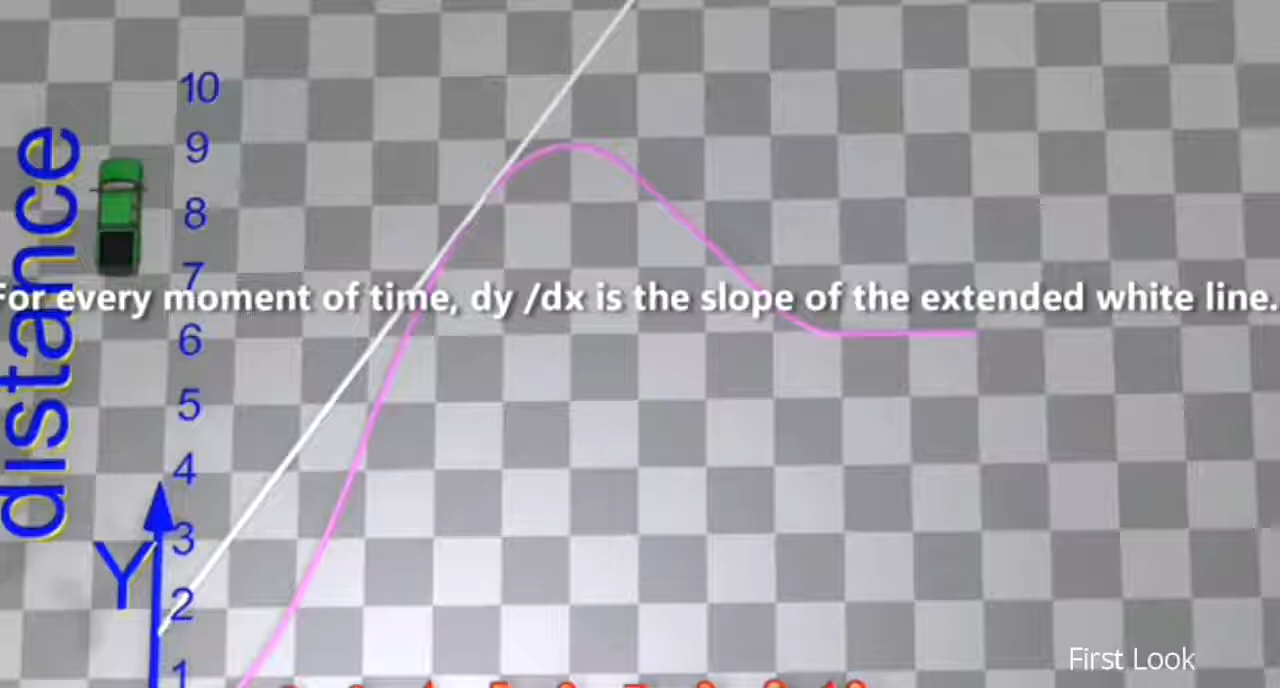 10
9
8
7
6
5
4
3
2
1
distance
Y
For every moment of time, dy /dx is the slope of the extended white line.
First Look